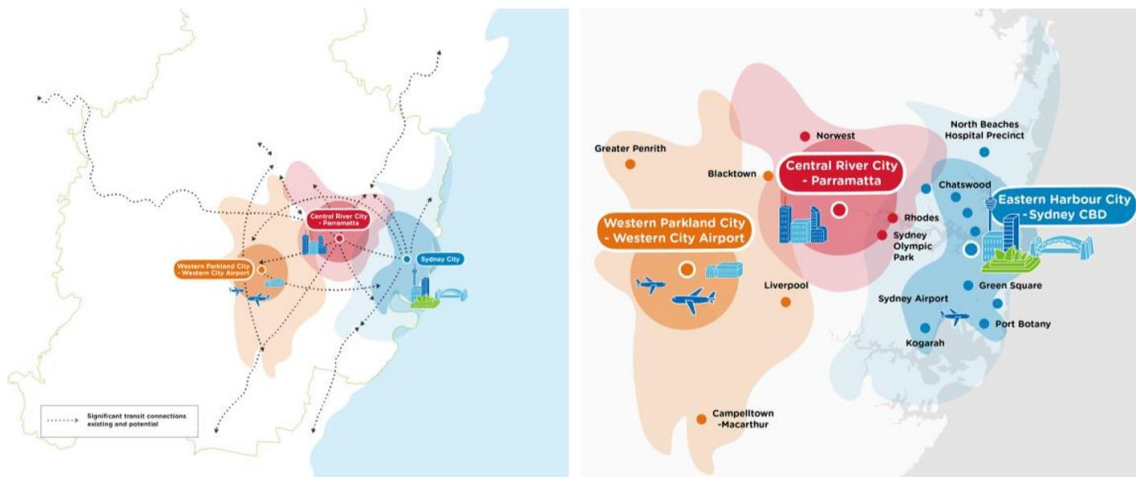 Central River City
- Parramatta
Western Parkland City
- Western City Airport
Sydney City
Significant transit connections
existing and potential
North Beaches
Hospital Precinct
Norwest
Greater Penrith
Blacktown
Central River City
- Parramatta
Chatswood
Eastern Harbour City
-Sydney CBD
Rhodes
Sydney
Olympic
Park
Western Parkland City
- Western City Airport
Liverpool
Green Square
Sydney Airport
Port Botany
Kogarah
Campelltown
-Macarthur